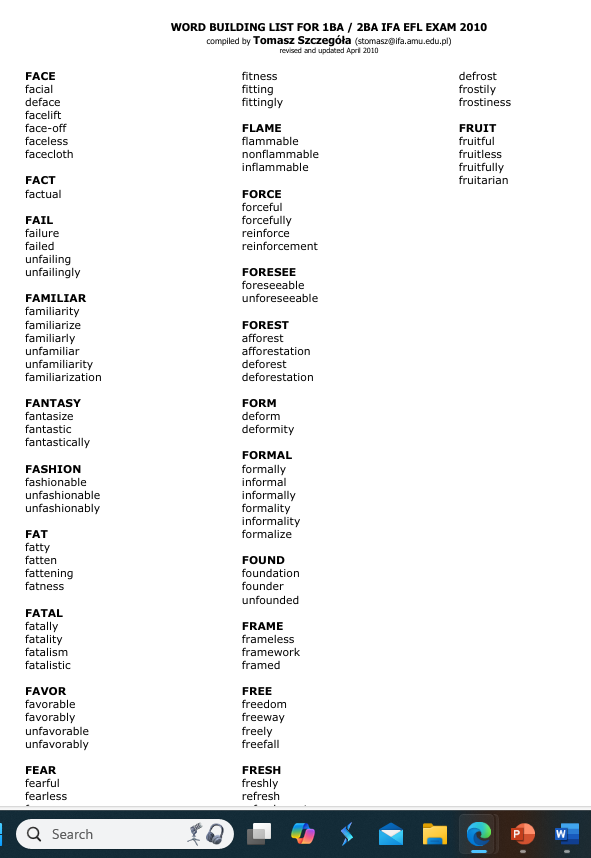 WORD BUILDING LIST FOR 1BA / 2BA IFA EFL EXAM 2010
compiled by Tomasz Szczegóła (stomasz@ifa.amu.edu.pl)
revised and updated April 2010
FACE
facial
deface
facelift
face-off
faceless
facecloth
FACT
factual
FAIL
failure
failed
unfailing
unfailingly
FAMILIAR
familiarity
familiarize
familiarly
unfamiliar
unfamiliarity
familiarization
FANTASY
fantasize
fantastic
fantastically
FASHION
fashionable
unfashionable
unfashionably
FAT
fatty
fatten
fattening
fatness
FATAL
fatally
fatality
fatalism
fatalistic
FAVOR
favorable
favorably
unfavorable
unfavorably
FEAR
fearful
fearless
fitness
fitting
fittingly
FLAME
flammable
nonflammable
inflammable
FORCE
forceful
forcefully
reinforce
reinforcement
FORESEE
foreseeable
unforeseeable
FOREST
afforest
afforestation
deforest
deforestation
FORM
deform
deformity
FORMAL
formally
informal
informally
formality
informality
formalize
FOUND
foundation
founder
unfounded
FRAME
frameless
framework
framed
FREE
freedom
freeway
freely
freefall
FRESH
freshly
refresh
defrost
frostily
frostiness
FRUIT
fruitful
fruitless
fruitfully
fruitarian
Search
P
W